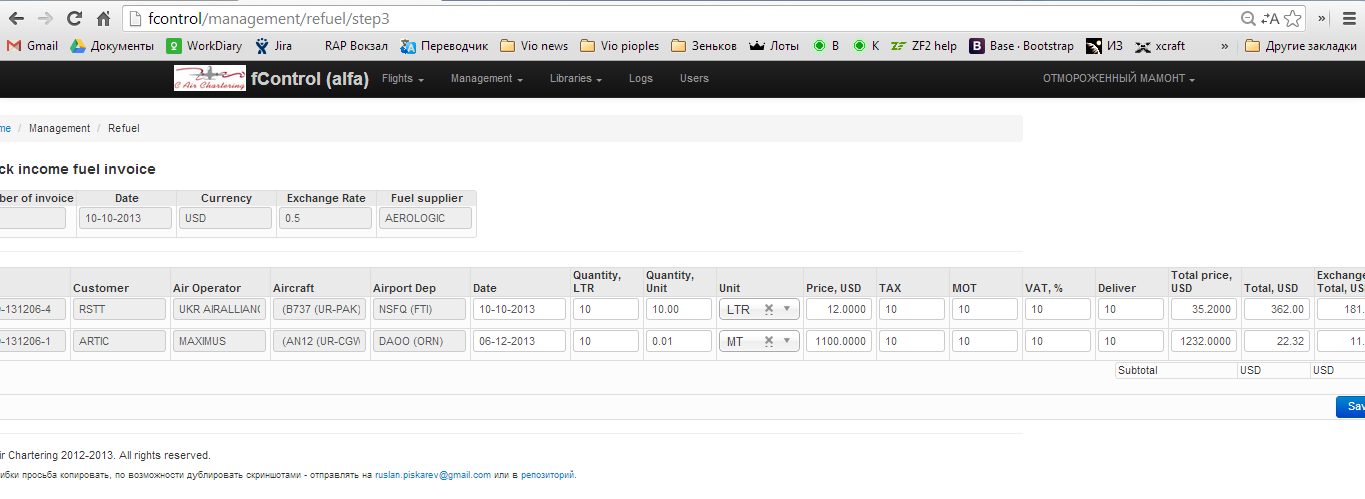 fcontrol/management/refuel/step3
Gmail Документы WorkDiary Jira RAP Вокзал Переводчик Vio news Vio pioples Зеньков Лоты В К ZF2 help Base · Bootstrap ИЗ xcraft » Другие закладки
C Air Chartering fControl (alfa) Flights Management Libraries Logs Users ОТМОРОЖЕННЫЙ МАМОНТ
me / Management / Refuel
ck income fuel invoice
ber of invoice Date Currency Exchange Rate Fuel supplier
10-10-2013 USD 0.5 AEROLOGIC
Quantity, Quantity, Total price, Exchange
Customer Air Operator Aircraft Airport Dep Date LTR Unit Unit Price, USD TAX MOT VAT, % Deliver USD Total, USD Total, USD
-131206-4 RSTT UKR AIRALLIANC (B737 (UR-PAK) NSFQ (FTI) 10-10-2013 10 10.00 LTR 12.0000 10 10 10 10 35.2000 362.00 181.
-131206-1 ARTIC MAXIMUS (AN12 (UR-CGW DAOO (ORN) 06-12-2013 10 0.01 MT 1100.0000 10 10 10 10 1232.0000 22.32 11.
Subtotal USD USD
Sav
ir Chartering 2012-2013. All rights reserved.
ибки просьба копировать, по возможности дублировать скриншотами - отправлять на ruslan.piskarev@gmail.com или в репозиторий.